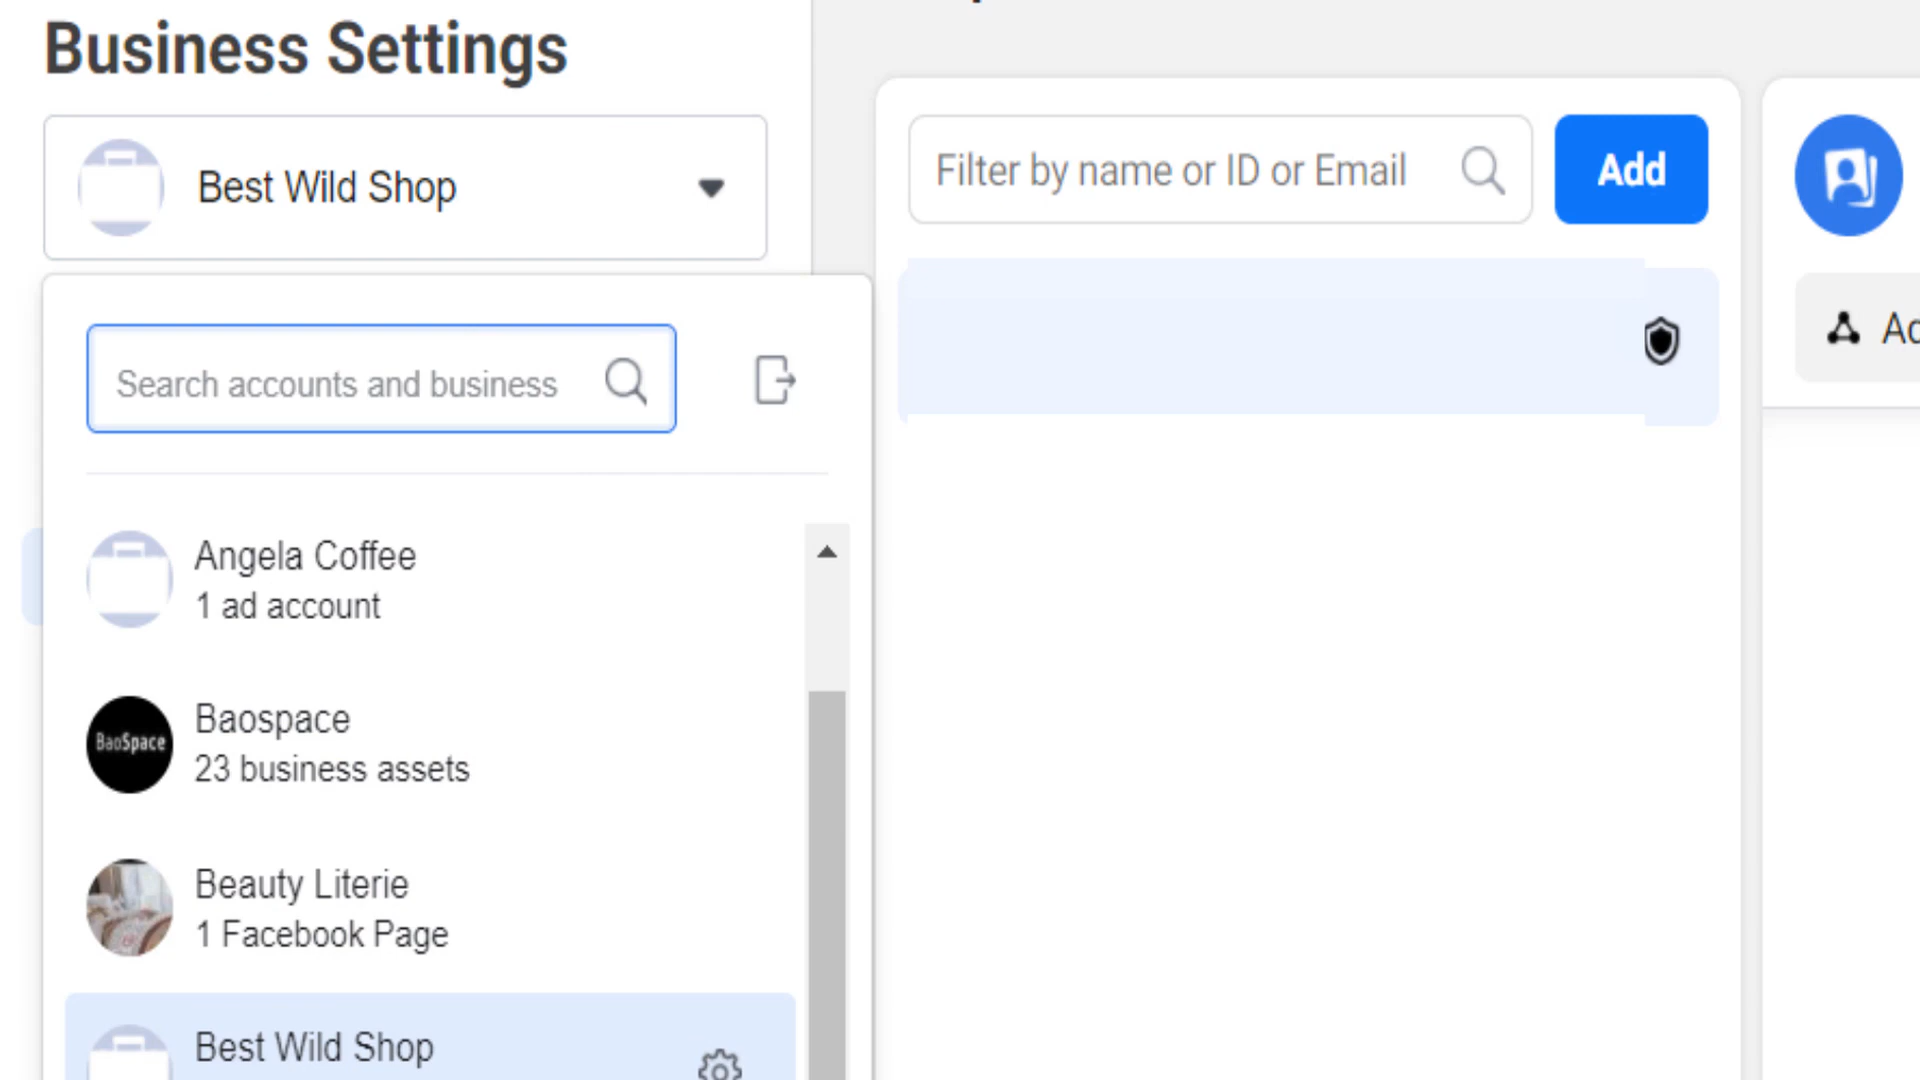 Business Settings
Best Wild Shop
Search accounts and business
Angela Coffee
1 ad account
BaoSpace
Baospace
23 business assets
Beauty Literie
1 Facebook Page
Best Wild Shop
Filter by name or ID or Email
Add